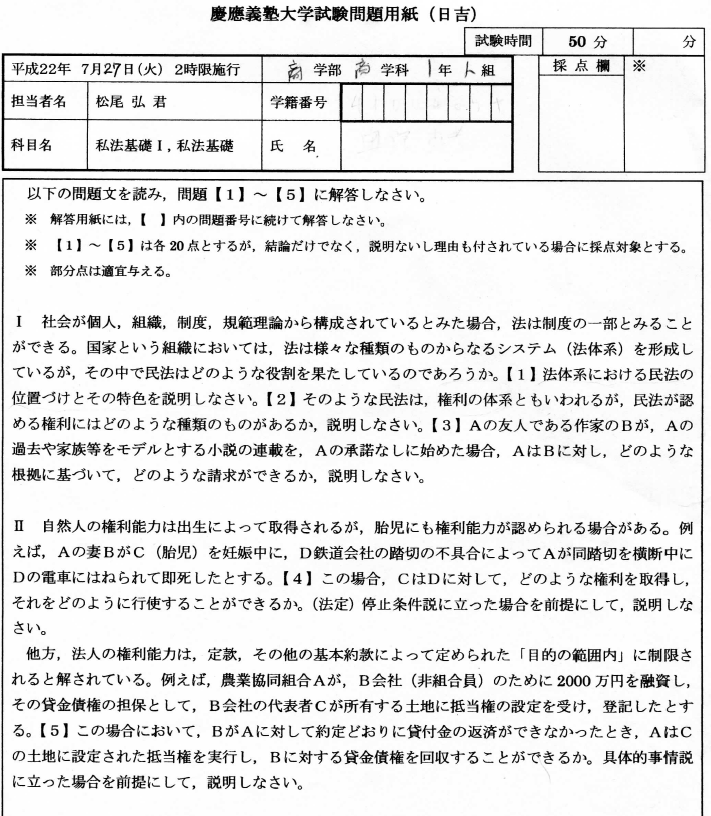 慶應義塾大学試験問題用紙（日吉）
試験時間 50 分 分
平成22年 7月27日(火) 2時限施行 商 学部 商 学科 1年 ト組 採点欄 ※
担当者名 松尾 弘 君 学籍番号
科目名 私法基礎Ⅰ，私法基礎 氏 名
以下の問題文を読み，問題【１】～【５】に解答しなさい。
※ 解答用紙には，【 】内の問題番号に続けて解答しなさい。
※ 【１】～【５】は各20点とするが，結論だけでなく，説明ないし理由も付されている場合に採点対象とする。
※ 部分点は適宜与える。
Ⅰ 社会が個人，組織，制度，規範理論から構成されているとみた場合，法は制度の一部とみること
ができる。国家という組織においては，法は様々な種類のものからなるシステム（法体系）を形成し
ているが，その中で民法はどのような役割を果たしているのであろうか。【１】法体系における民法の
位置づけとその特色を説明しなさい。【２】そのような民法は，権利の体系ともいわれるが，民法が認
める権利にはどのような種類のものがあるか，説明しなさい。【３】Ａの友人である作家のＢが，Ａの
過去や家族等をモデルとする小説の連載を，Ａの承諾なしに始めた場合，ＡはＢに対し，どのような
根拠に基づいて，どのような請求ができるか，説明しなさい。
Ⅱ 自然人の権利能力は出生によって取得されるが，胎児にも権利能力が認められる場合がある。例
えば，Ａの妻ＢがＣ（胎児）を妊娠中に，Ｄ鉄道会社の踏切の不具合によってＡが同踏切を横断中に
Ｄの電車にはねられて即死したとする。【４】この場合，ＣはＤに対して，どのような権利を取得し，
それをどのように行使することができるか。（法定）停止条件説に立った場合を前提にして，説明しな
さい。
他方，法人の権利能力は，定款，その他の基本約款によって定められた「目的の範囲内」に制限さ
れると解されている。例えば，農業協同組合Ａが，Ｂ会社（非組合員）のために2000万円を融資し，
その貸金債権の担保として，Ｂ会社の代表者Ｃが所有する土地に抵当権の設定を受け，登記したとす
る。【５】この場合において，ＢがＡに対して約定どおりに貸付金の返済ができなかったとき，ＡはＣ
の土地に設定された抵当権を実行し，Ｂに対する貸金債権を回収することができるか。具体的事情説
に立った場合を前提にして，説明しなさい。